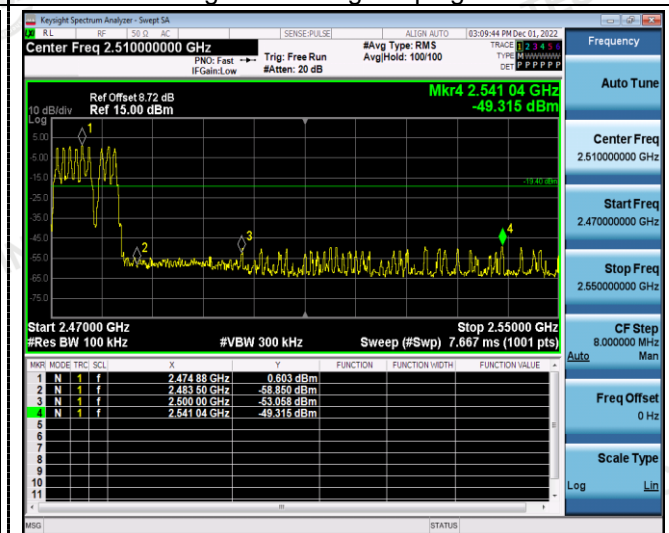 Keysight Spectrum Analyzer - Swept SA
RL RF 50 Ω AC SENSE:PULSE ALIGN AUTO 03:09:44 PM Dec 01, 2022
Center Freq 2.510000000 GHz
#Avg Type: RMS
TRACE 1 2 3 4 5 6
PNO: Fast Trig: Free Run Avg|Hold: 100/100
TYPE M WWWWW
IFGain:Low #Atten: 20 dB
DET P P P P P P
Mkr4 2.541 04 GHz
-49.315 dBm
Ref Offset 8.72 dB
10 dB/div Ref 15.00 dBm
Log
1
5.00
-5.00
-15.0
-19.40 dBm
-25.0
-35.0
-45.0
2
3
4
-55.0
-65.0
-75.0
Start 2.47000 GHz Stop 2.55000 GHz
#Res BW 100 kHz #VBW 300 kHz Sweep (#Swp) 7.667 ms (1001 pts)
MKR MODE TRC SCL X Y FUNCTION FUNCTION WIDTH FUNCTION VALUE
1 N 1 f 2.474 88 GHz 0.603 dBm
2 N 1 f 2.483 50 GHz -58.850 dBm
3 N 1 f 2.500 00 GHz -53.058 dBm
4 N 1 f 2.541 04 GHz -49.315 dBm
5
6
7
8
9
10
11
MSG STATUS
Frequency
Auto Tune
Center Freq
2.510000000 GHz
Start Freq
2.470000000 GHz
Stop Freq
2.550000000 GHz
CF Step
8.000000 MHz
Auto Man
Freq Offset
0 Hz
Scale Type
Log Lin